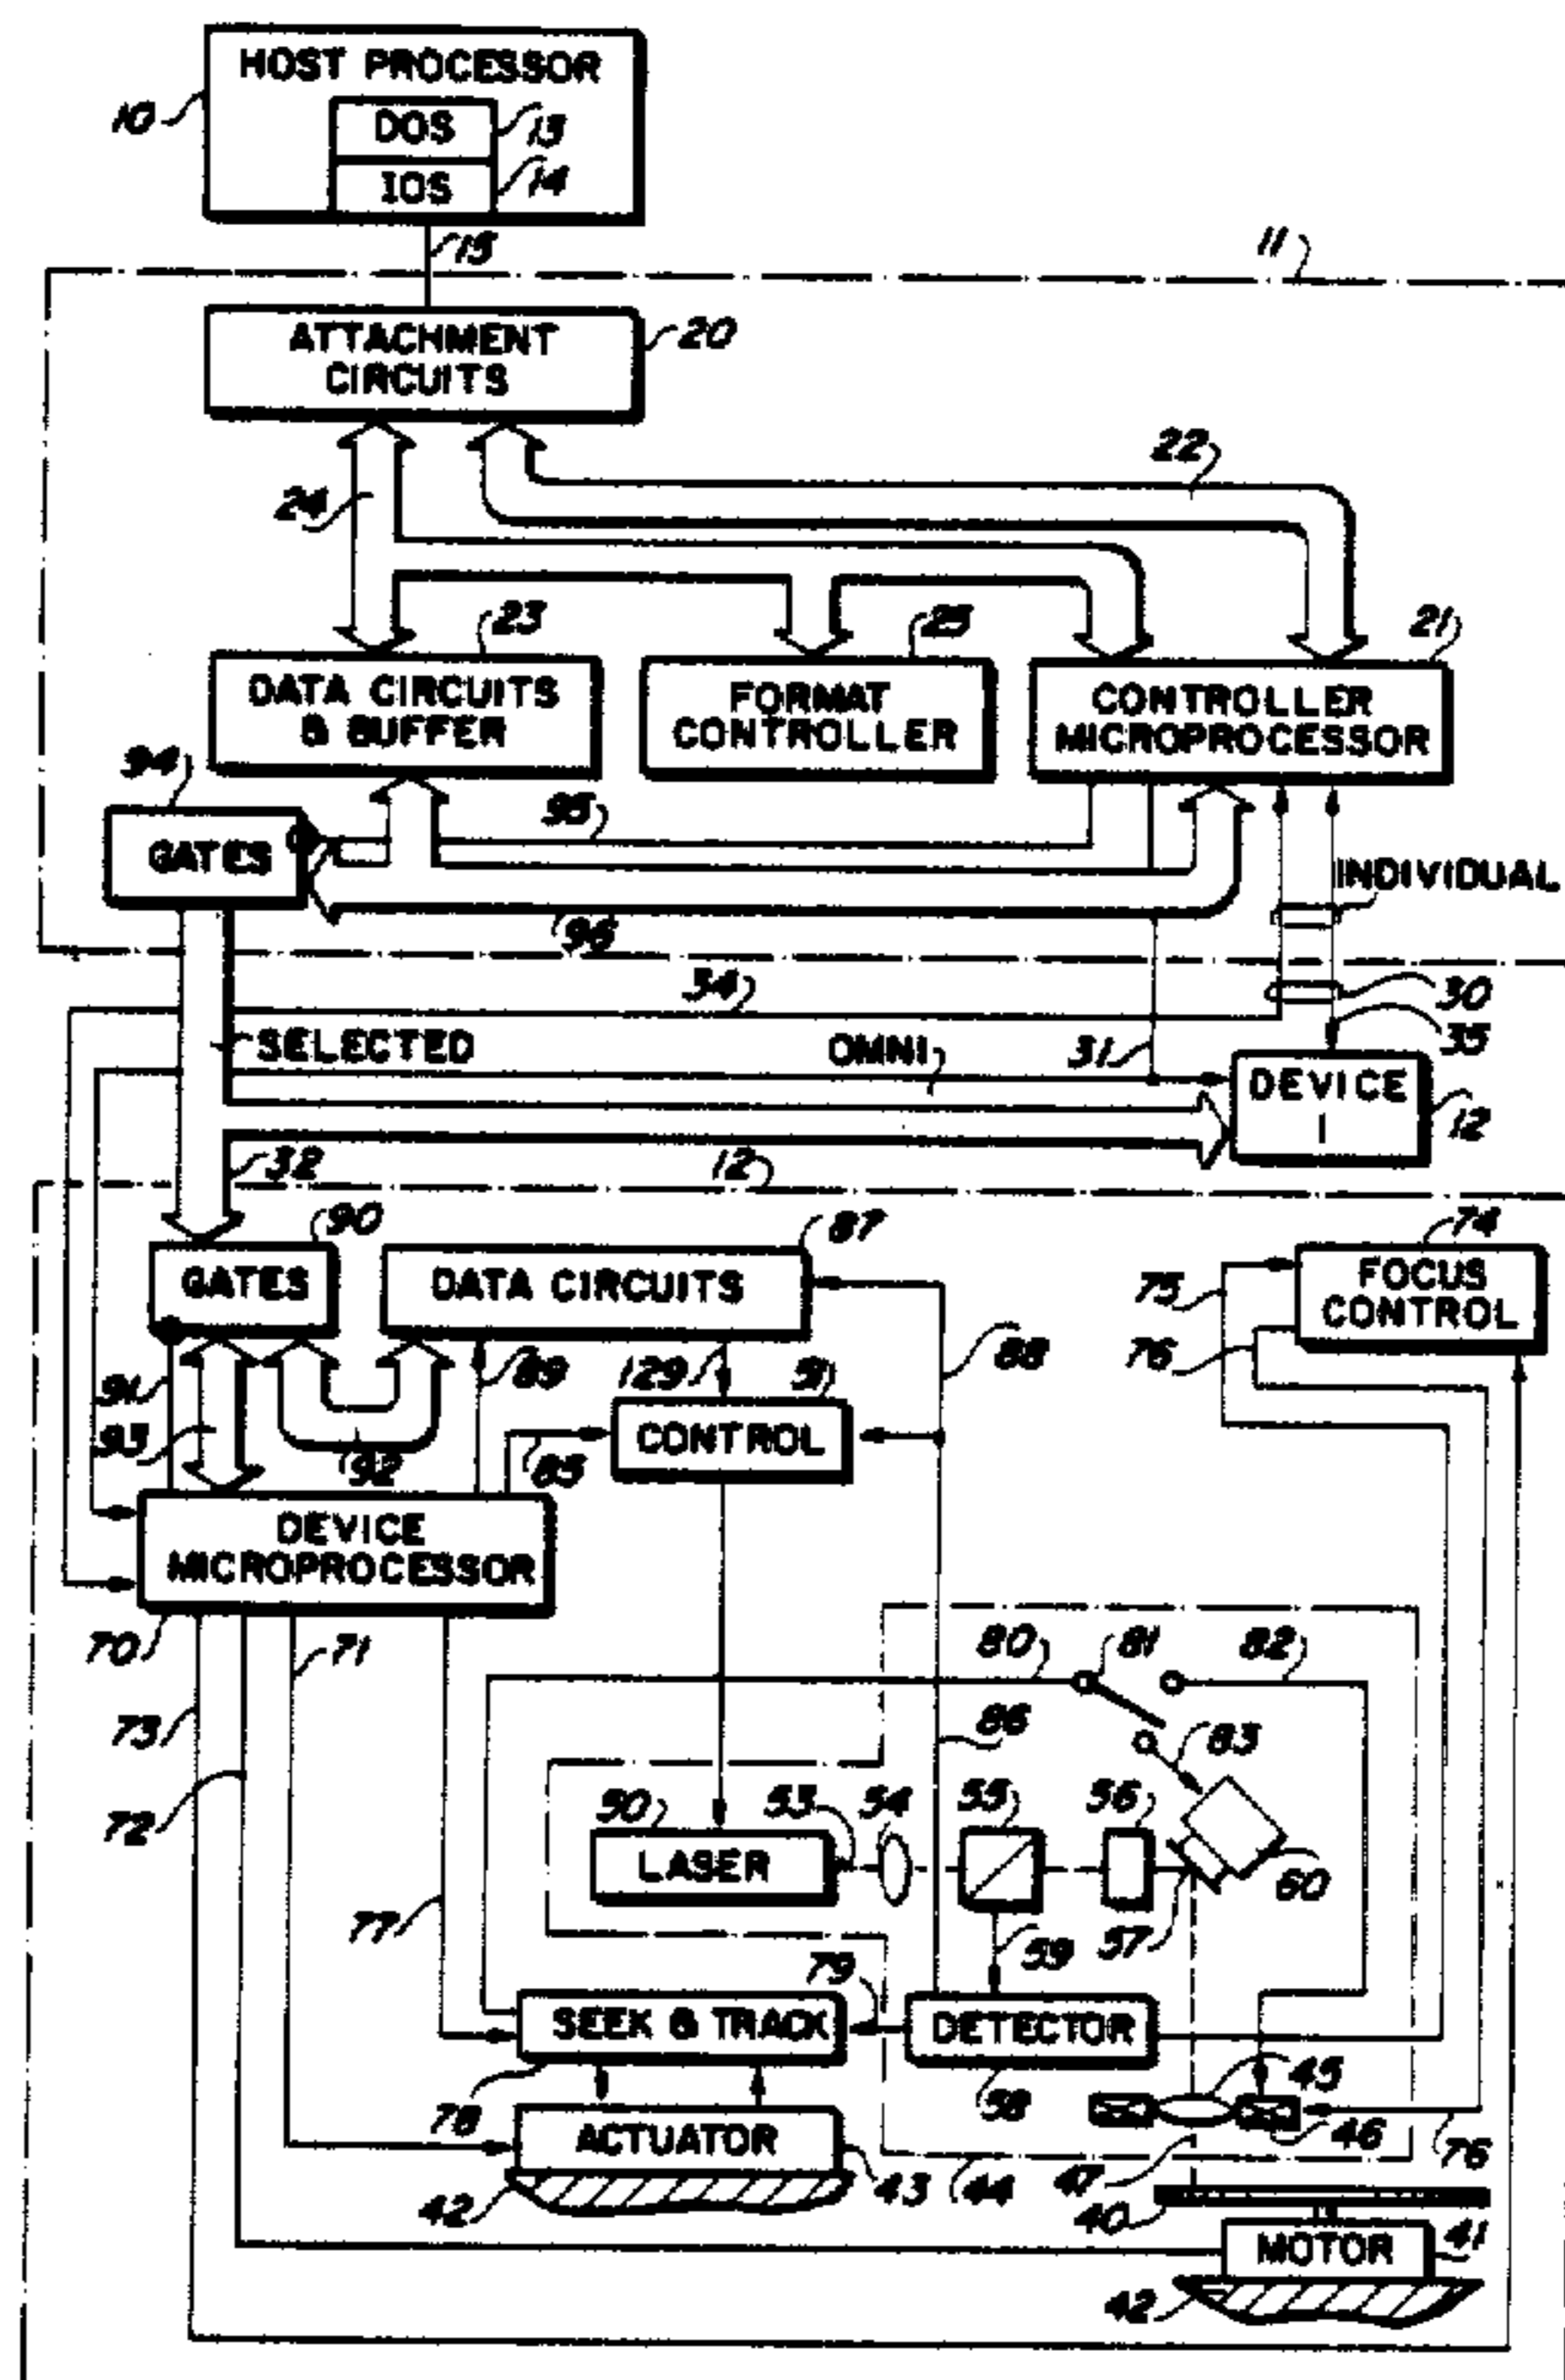 HOST PROCESSOR
10
DOS
13
IOS
14
15
11
ATTACHMENT
CIRCUITS
20
22
24
23
25
21
DATA CIRCUITS
& BUFFER
FORMAT
CONTROLLER
CONTROLLER
MICROPROCESSOR
94
95
GATES
INDIVIDUAL
96
34
30
SELECTED
OMNI
31
35
DEVICE
1
12
32
12
90
87
74
GATES
DATA CIRCUITS
75
FOCUS
CONTROL
76
91
89
129
51
88
93
92
85
CONTROL
DEVICE
MICROPROCESSOR
70
71
80
81
82
73
86
83
72
50
53
54
55
56
LASER
60
77
59
57
79
SEEK & TRACK
DETECTOR
78
58
45
ACTUATOR
46
76
42
43
44
47
40
MOTOR
41
42